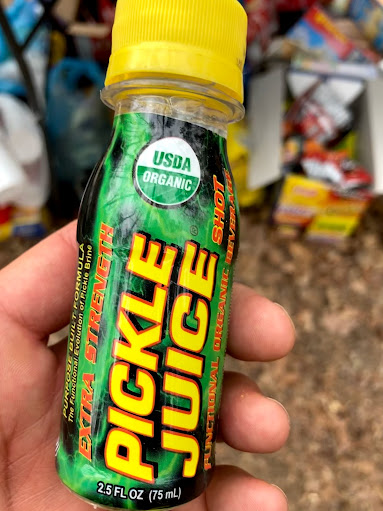 USDA
ORGANIC
PURPOSE BUILT FORMULA
The Functional Evolution of Pickle Brine
EXTRA STRENGTH
PICKLE
JUICE®
SHOT
FUNCTIONAL ORGANIC
2.5 FL OZ (75 mL)